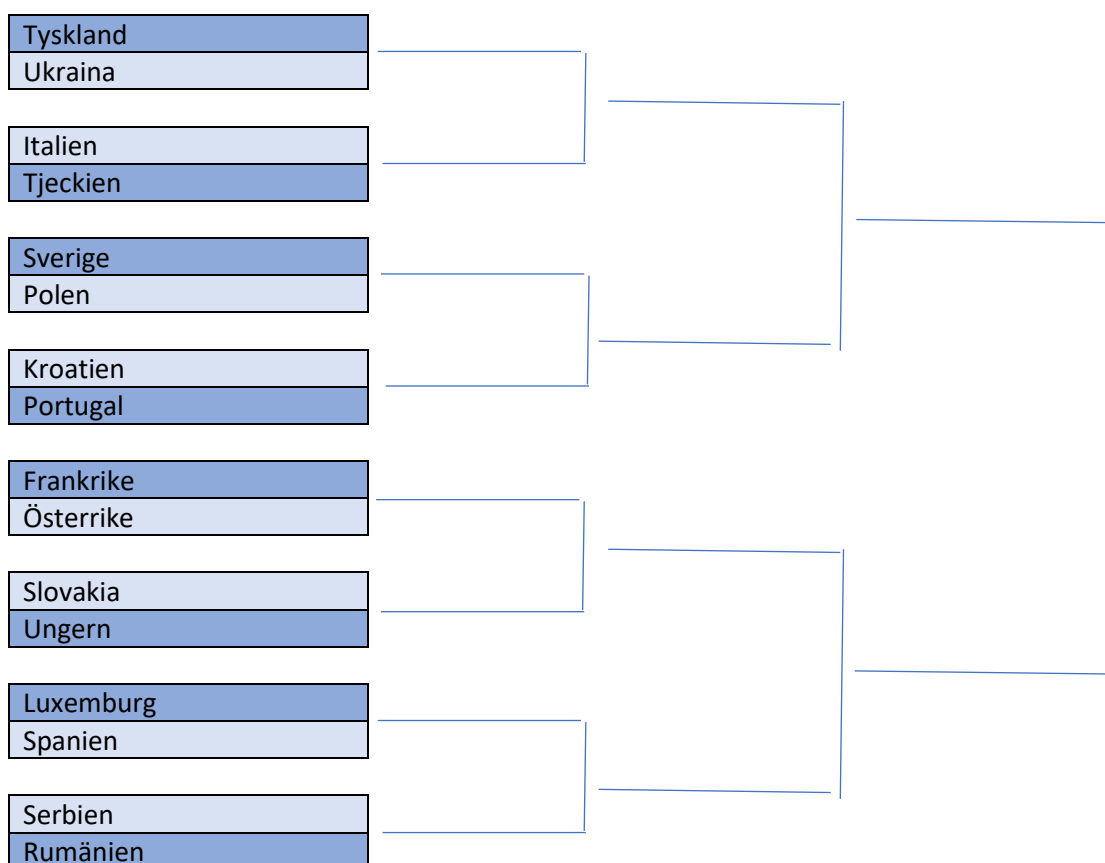 Tyskland
Ukraina
Italien
Tjeckien
Sverige
Polen
Kroatien
Portugal
Frankrike
Österrike
Slovakia
Ungern
Luxemburg
Spanien
Serbien
Rumänien